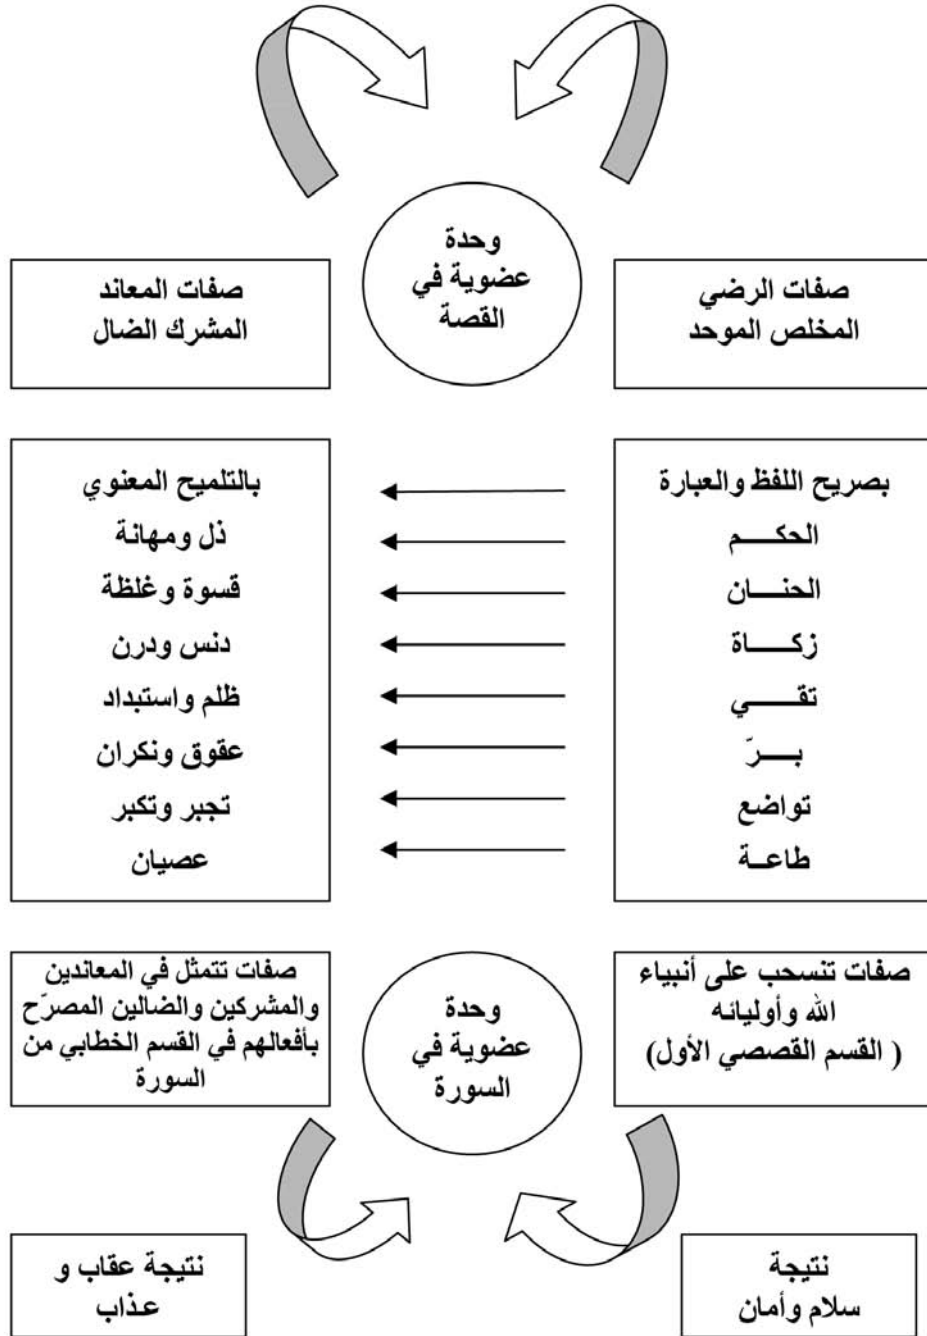 وحدة
عضوية في
القصة
صفات الرضي
المخلص الموحد
صفات المعاند
المشرك الضال
بصريح اللفظ والعبارة
الحكـــم
الحنـــان
زكـــاة
تقـــي
بـــرّ
تواضع
طاعــة
بالتلميح المعنوي
ذل ومهانة
قسوة وغلظة
دنس ودرن
ظلم واستبداد
عقوق ونكران
تجبر وتكبر
عصيان
صفات تنسحب على أنبياء
الله وأوليائه
( القسم القصصي الأول)
وحدة
عضوية في
السورة
صفات تتمثل في المعاندين
والمشركين والضالين المصرّح
بأفعالهم في القسم الخطابي من
السورة
نتيجة
سلام وأمان
نتيجة عقاب و
عذاب